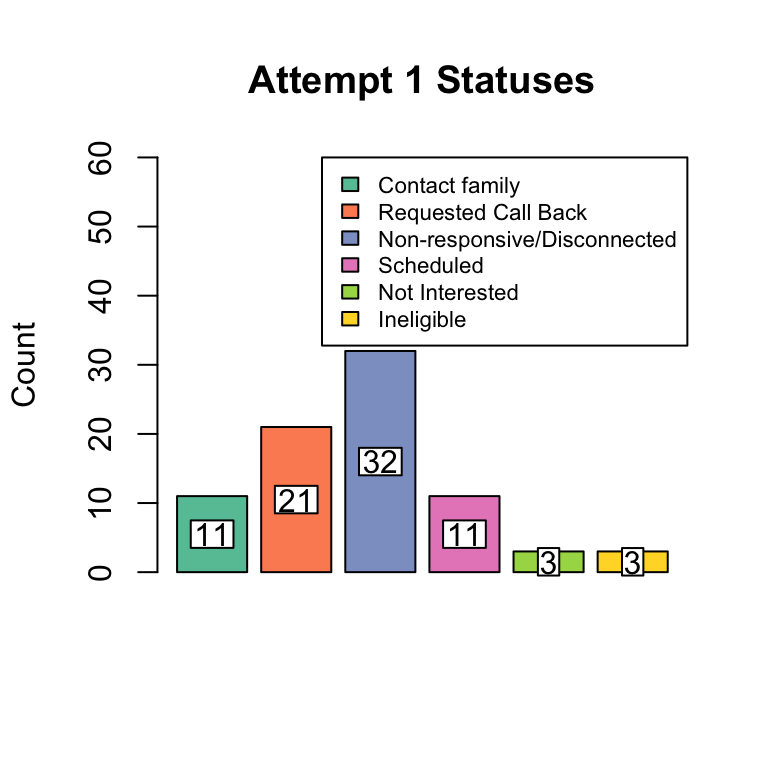 Attempt 1 Statuses
Count
60
50
40
30
20
10
0
Contact family
Requested Call Back
Non-responsive/Disconnected
Scheduled
Not Interested
Ineligible
11
21
32
11
3
3